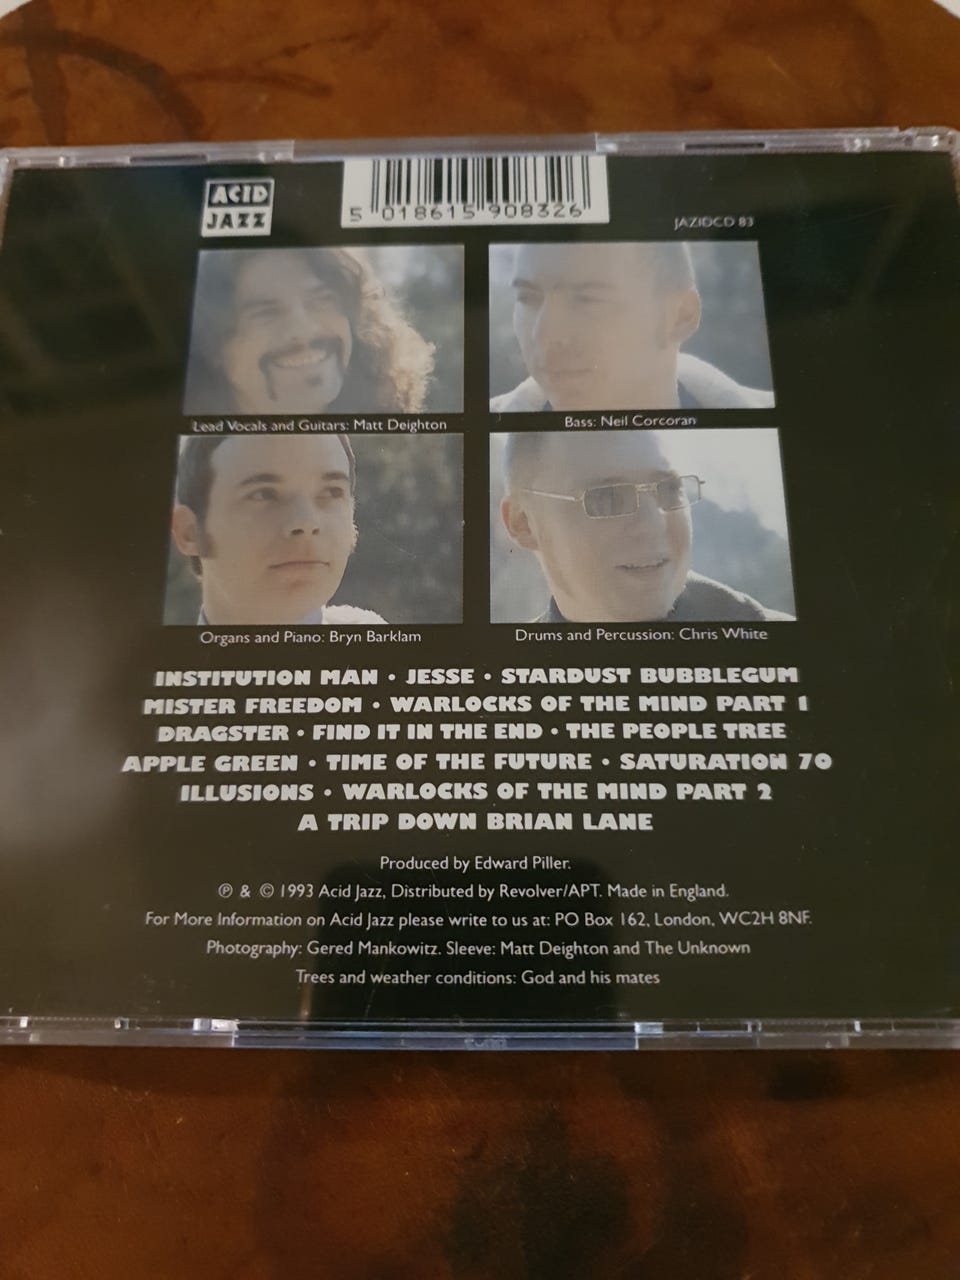 ACID
JAZZ
5 018615 908326
JAZIDCD 83
Lead Vocals and Guitars: Matt Deighton
Bass: Neil Corcoran
Organs and Piano: Bryn Barklam
Drums and Percussion: Chris White
INSTITUTION MAN • JESSE • STARDUST BUBBLEGUM
MISTER FREEDOM • WARLOCKS OF THE MIND PART 1
DRAGSTER • FIND IT IN THE END • THE PEOPLE TREE
APPLE GREEN • TIME OF THE FUTURE • SATURATION 70
ILLUSIONS • WARLOCKS OF THE MIND PART 2
A TRIP DOWN BRIAN LANE
Produced by Edward Piller.
℗ & © 1993 Acid Jazz, Distributed by Revolver/APT. Made in England.
For More Information on Acid Jazz please write to us at: PO Box 162, London, WC2H 8NF.
Photography: Gered Mankowitz. Sleeve: Matt Deighton and The Unknown
Trees and weather conditions: God and his mates